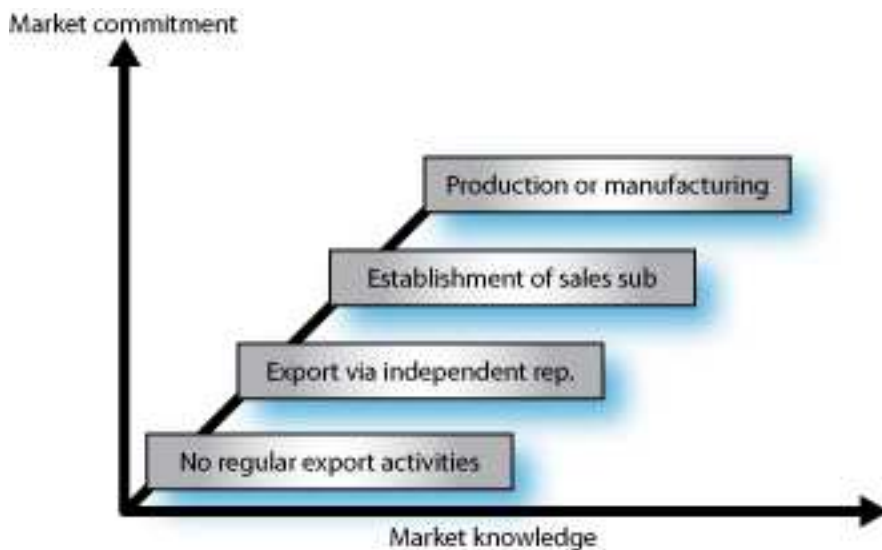 Market commitment
Production or manufacturing
Establishment of sales sub
Export via independent rep.
No regular export activities
Market knowledge